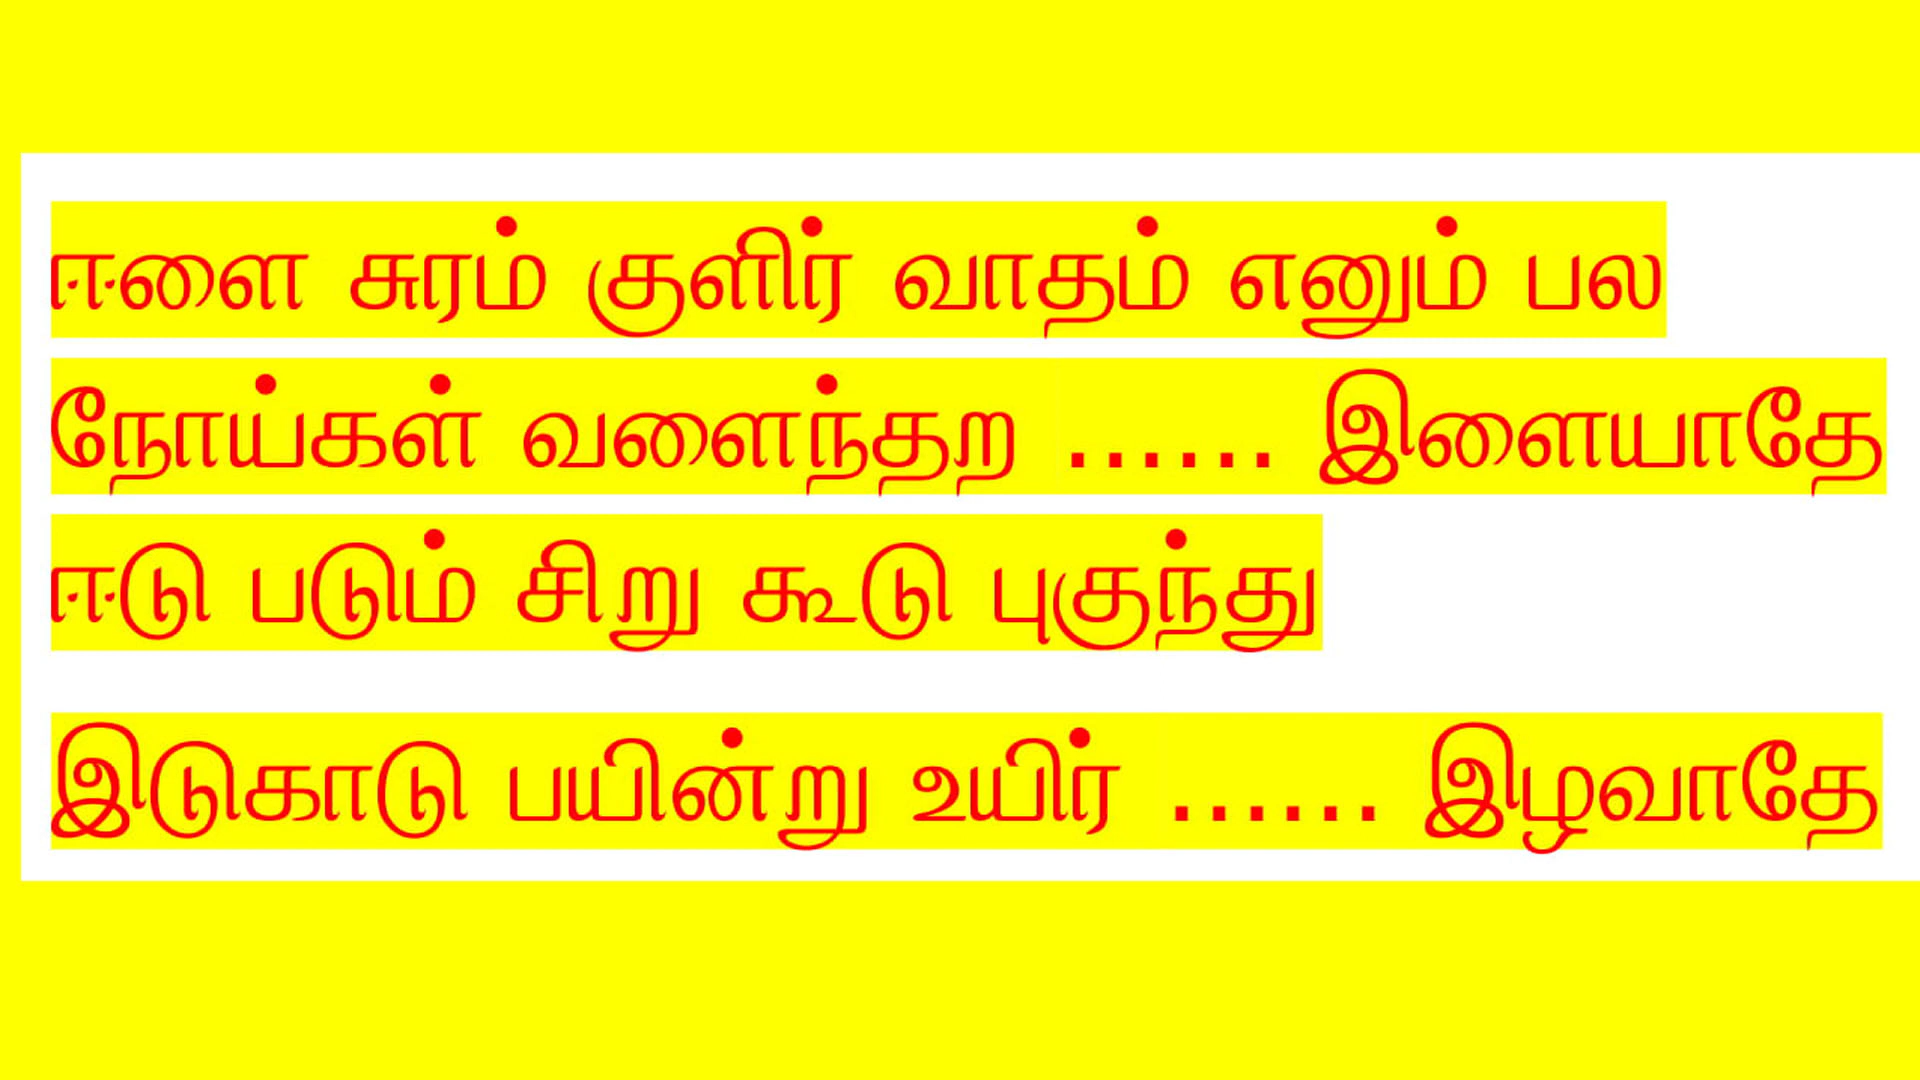 ஈளை சுரம் குளிர் வாதம் எனும் பல
நோய்கள் வளைந்தற ...... இளையாதே
ஈடு படும் சிறு கூடு புகுந்து
இடுகாடு பயின்று உயிர் ...... இழவாதே